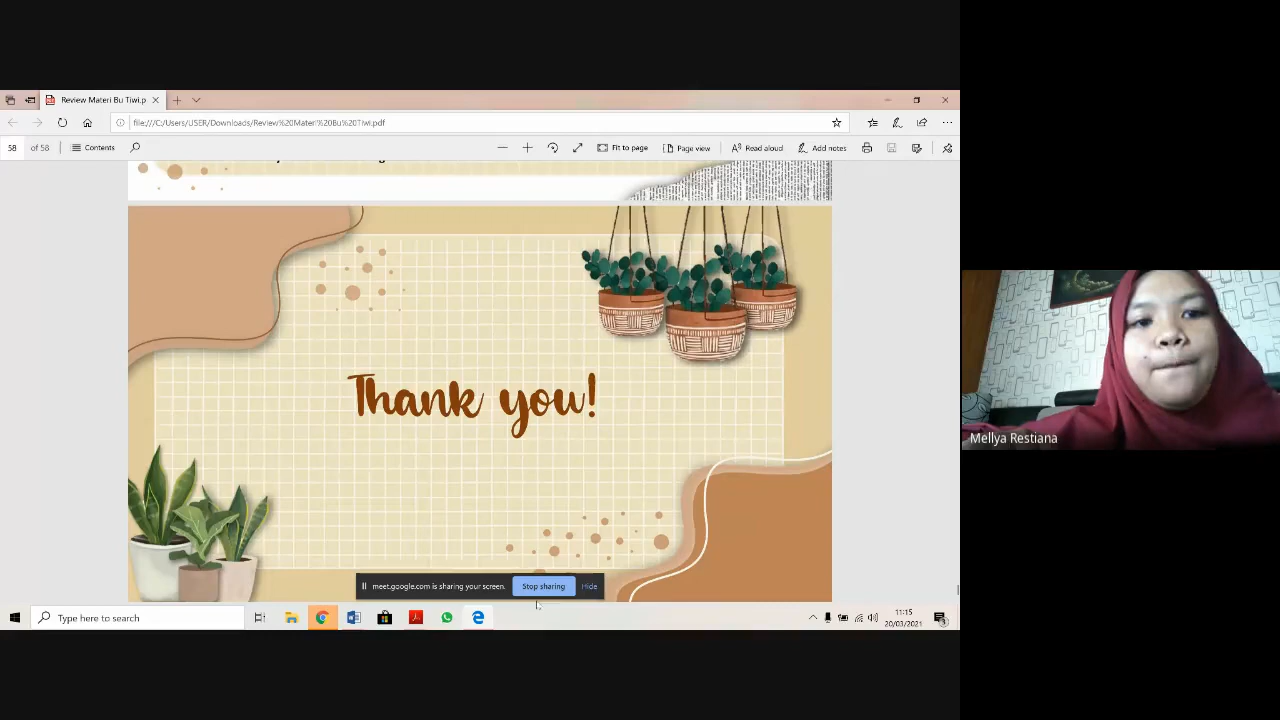 Review Materi Bu Tiwi.p
file:///C:/Users/USER/Downloads/Review%20Materi%20Bu%20Tiwi.pdf
58 of 58
Contents
Fit to page
Page view
Read aloud
Add notes
Thank you!
meet.google.com is sharing your screen.
Stop sharing
Hide
Mellya Restiana
Type here to search
11:15
20/03/2021